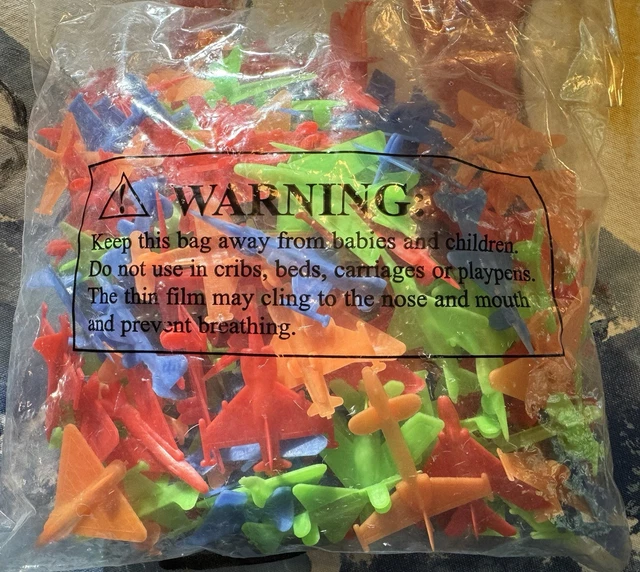 WARNING:
Keep this bag away from babies and children.
Do not use in cribs, beds, carriages or playpens.
The thin film may cling to the nose and mouth
and prevent breathing.